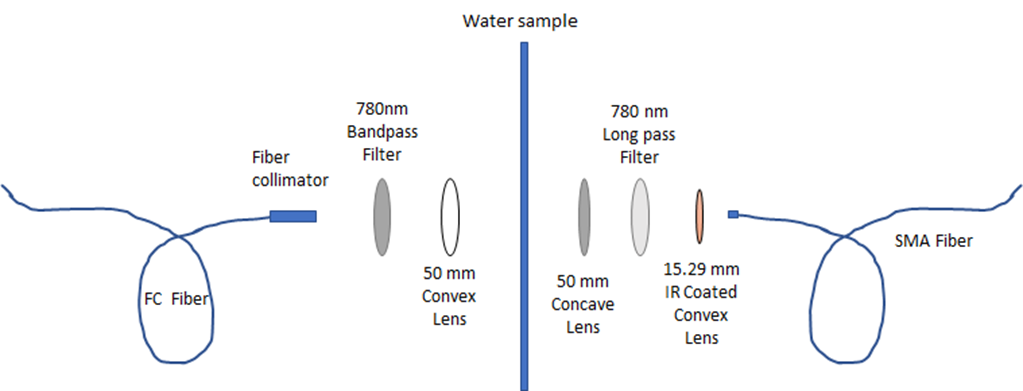 Water sample
780nm
Bandpass
Filter
780 nm
Long pass
Filter
Fiber
collimator
SMA Fiber
50 mm
Convex
Lens
50 mm
Concave
Lens
15.29 mm
IR Coated
Convex
Lens
FC Fiber